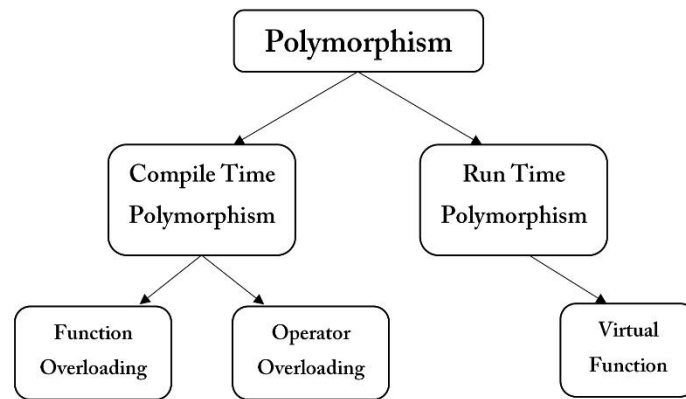 Polymorphism
Compile Time
Polymorphism
Run Time
Polymorphism
Function
Overloading
Operator
Overloading
Virtual
Function